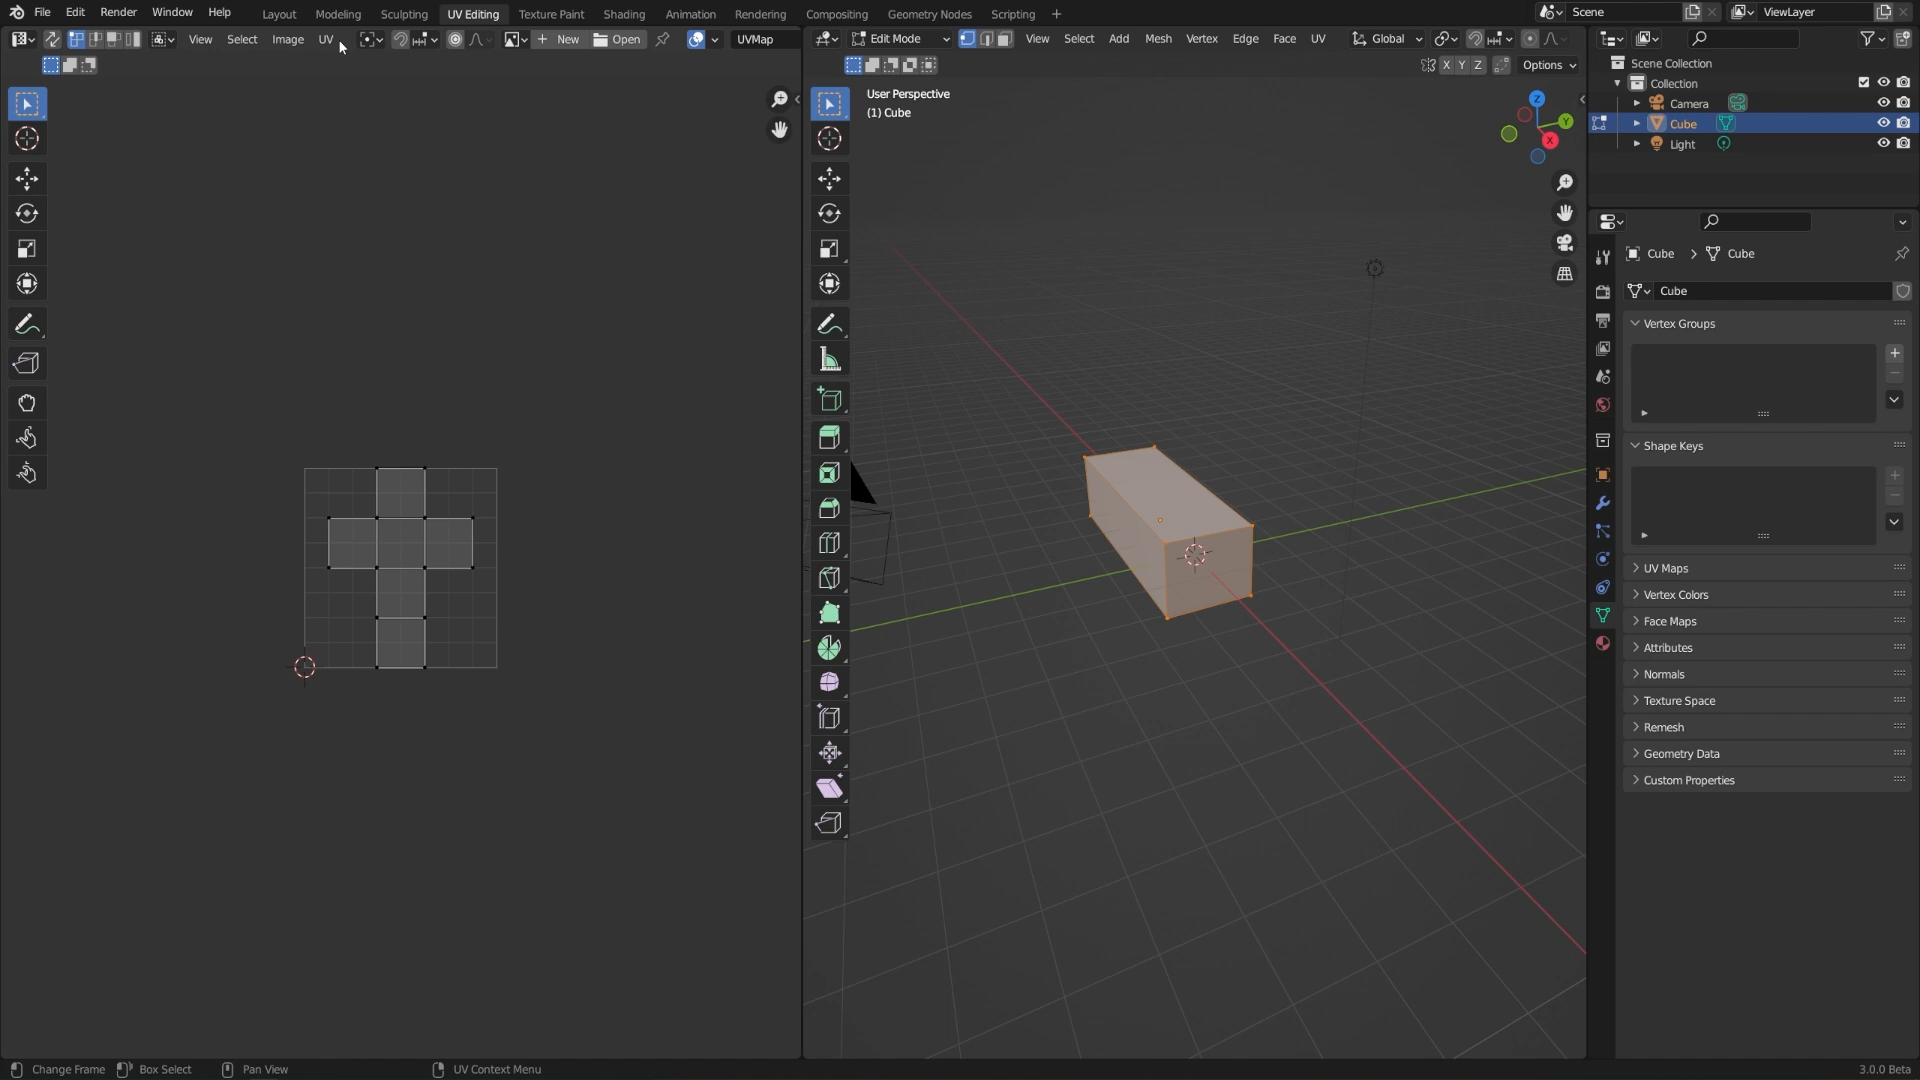 File Edit Render Window Help Layout Modeling Sculpting UV Editing Texture Paint Shading Animation Rendering Compositing Geometry Nodes Scripting + Scene ViewLayer
View Select Image UV New Open UVMap Edit Mode View Select Add Mesh Vertex Edge Face UV Global
X Y Z Options
Scene Collection
Collection
Camera
Cube
Light
User Perspective
(1) Cube
Z
Y
X
Cube > Cube
Cube
Vertex Groups
Shape Keys
UV Maps
Vertex Colors
Face Maps
Attributes
Normals
Texture Space
Remesh
Geometry Data
Custom Properties
Change Frame Box Select Pan View UV Context Menu 3.0.0 Beta